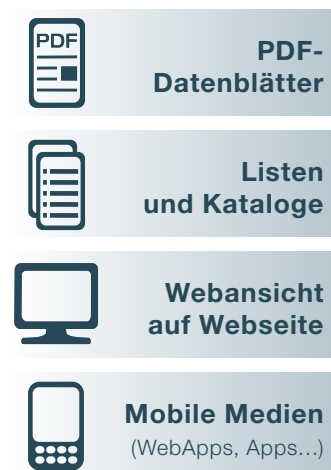 PDF
PDF-
Datenblätter
Listen
und Kataloge
Webansicht
auf Webseite
Mobile Medien
(WebApps, Apps...)